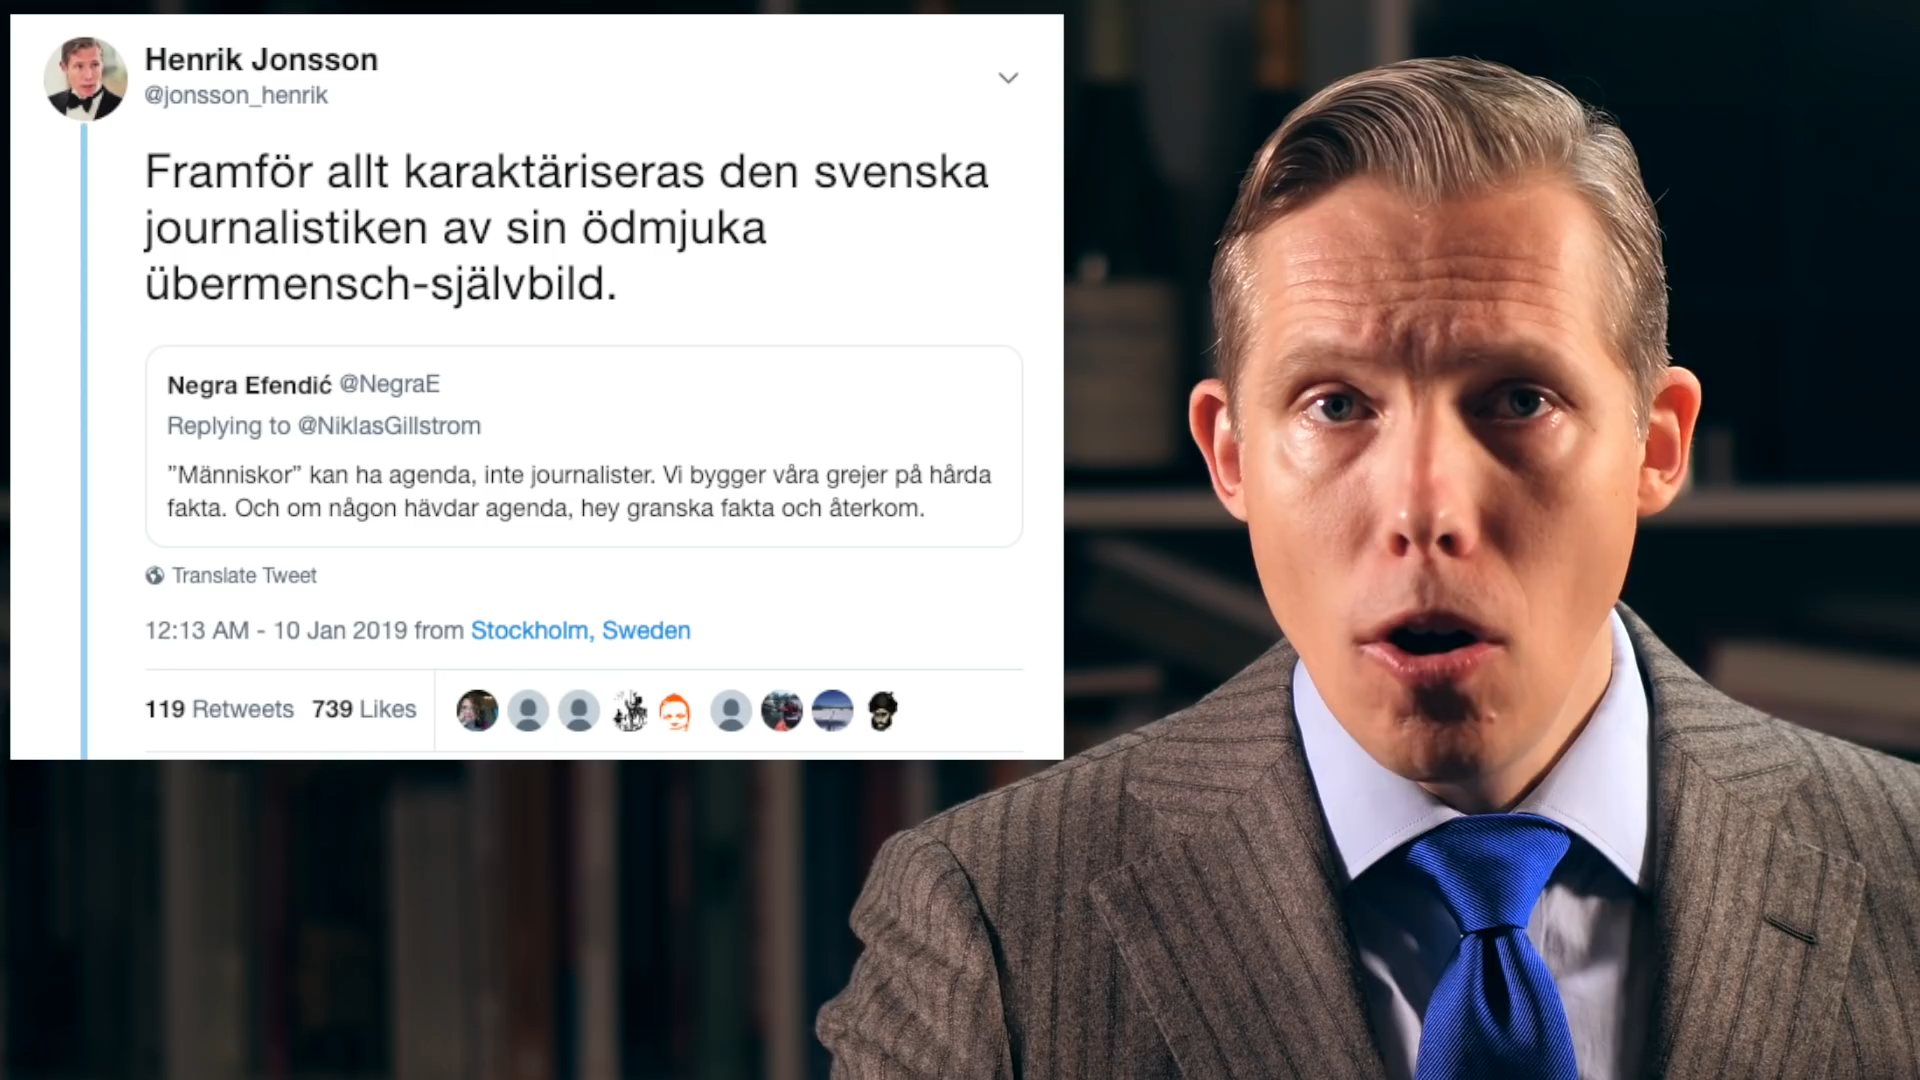 Henrik Jonsson
@jonsson_henrik
Framför allt karaktäriseras den svenska
journalistiken av sin ödmjuka
übermensch-självbild.
Negra Efendić @NegraE
Replying to @NiklasGillstrom
”Människor” kan ha agenda, inte journalister. Vi bygger våra grejer på hårda
fakta. Och om någon hävdar agenda, hey granska fakta och återkom.
Translate Tweet
12:13 AM - 10 Jan 2019 from Stockholm, Sweden
119 Retweets 739 Likes